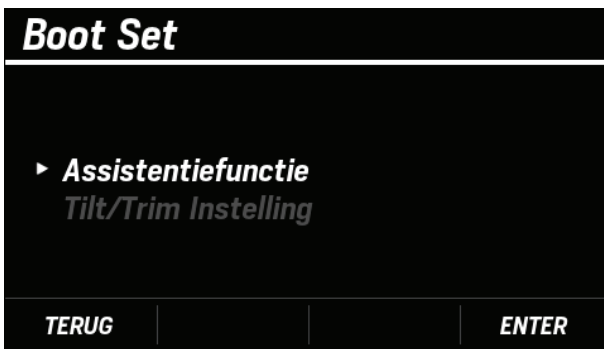 Boot Set
Assistentiefunctie
Tilt/Trim Instelling
TERUG ENTER